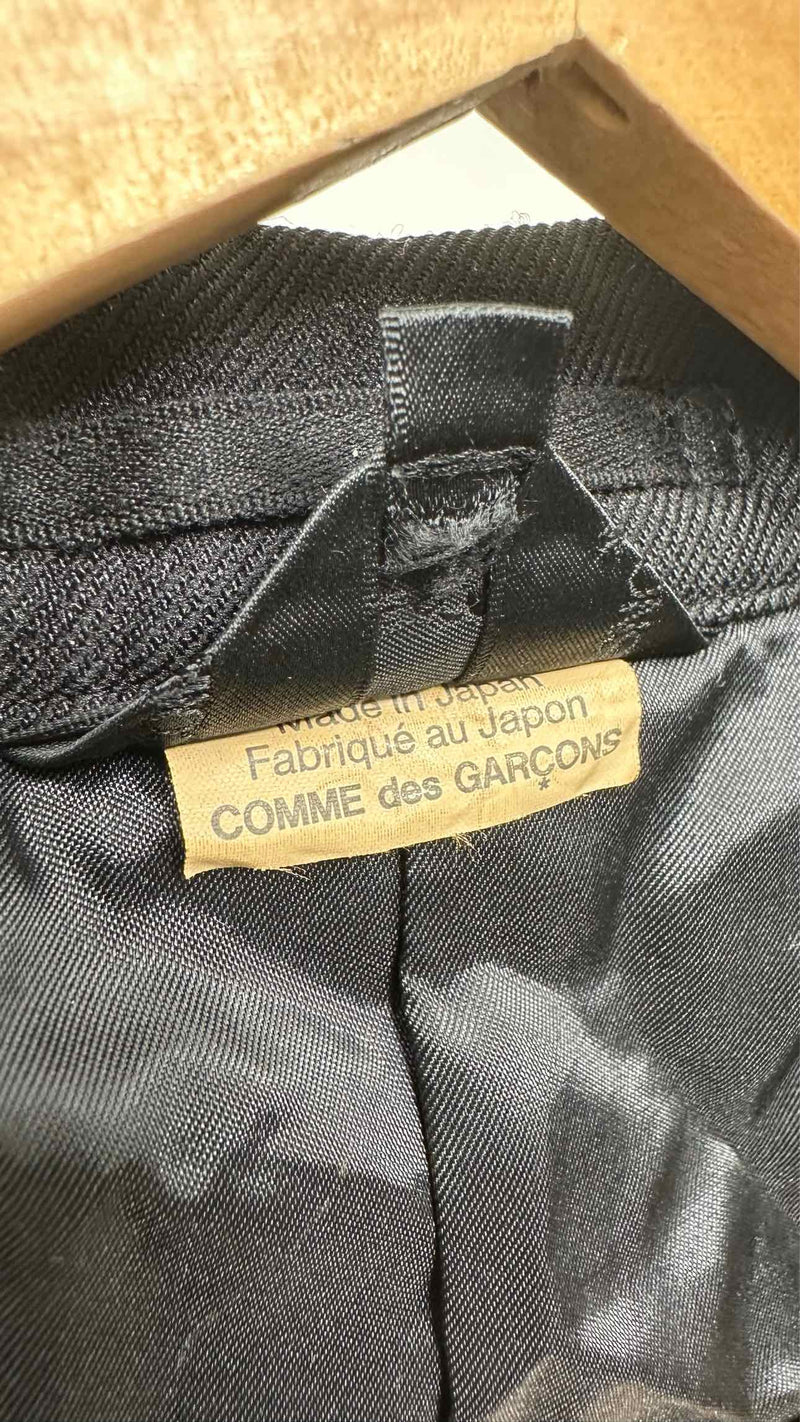 Made in Japan
Fabriqué au Japon
COMME des GARÇONS
*